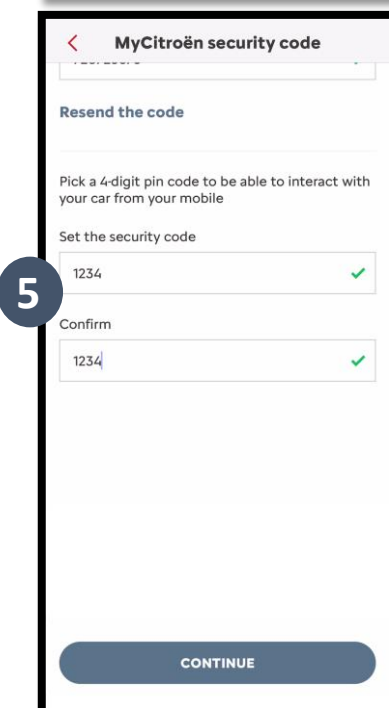 MyCitroën security code
Resend the code
Pick a 4-digit pin code to be able to interact with
your car from your mobile
Set the security code
1234
5
Confirm
1234
CONTINUE